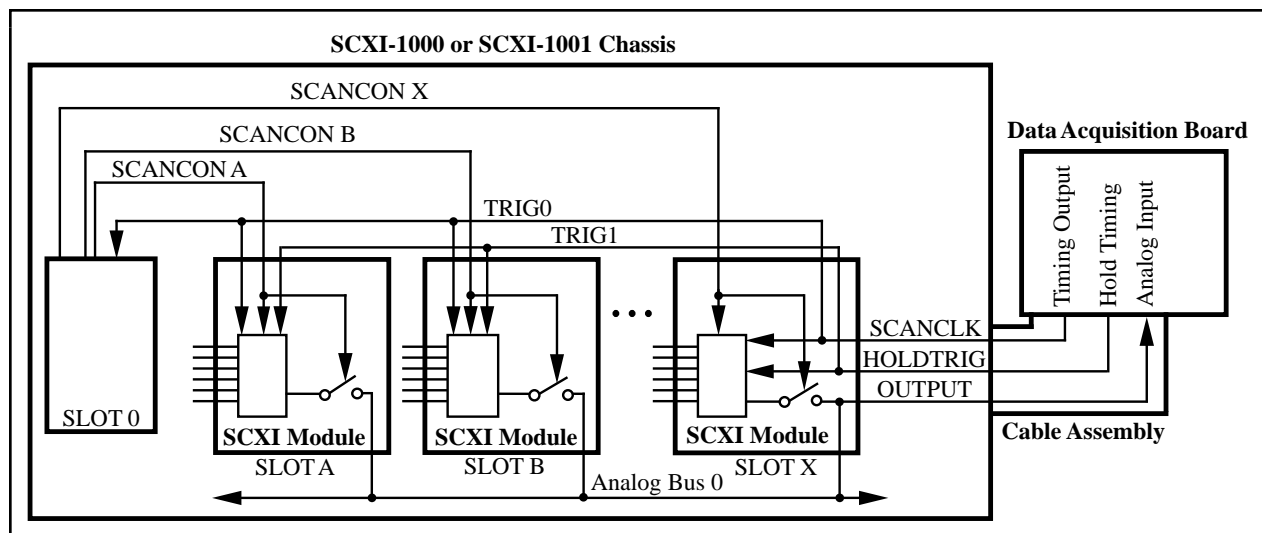 SCXI-1000 or SCXI-1001 Chassis
SCANCON X
SCANCON B
SCANCON A
TRIG0
TRIG1
Data Acquisition Board
Timing Output
Hold Timing
Analog Input
SCANCLK
HOLDTRIG
OUTPUT
Cable Assembly
SLOT 0
SCXI Module
SLOT A
SCXI Module
SLOT B
SCXI Module
SLOT X
Analog Bus 0